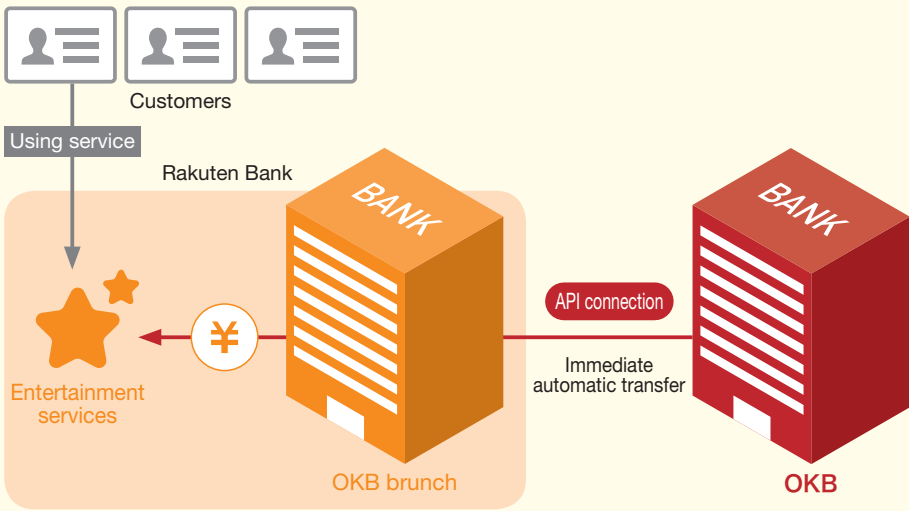 Customers
Using service
Rakuten Bank
BANK
BANK
API connection
¥
Immediate
automatic transfer
Entertainment
services
OKB brunch
OKB